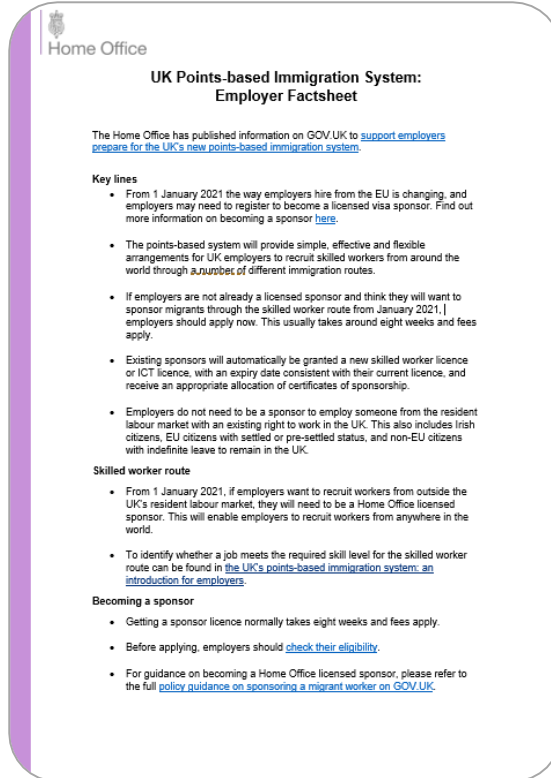 Home Office
UK Points-based Immigration System:
Employer Factsheet
The Home Office has published information on GOV.UK to support employers
prepare for the UK's new points-based immigration system.
Key lines
• From 1 January 2021 the way employers hire from the EU is changing, and
employers may need to register to become a licensed visa sponsor. Find out
more information on becoming a sponsor here.
• The points-based system will provide simple, effective and flexible
arrangements for UK employers to recruit skilled workers from around the
world through a number of different immigration routes.
• If employers are not already a licensed sponsor and think they will want to
sponsor migrants through the skilled worker route from January 2021,
employers should apply now. This usually takes around eight weeks and fees
apply.
• Existing sponsors will automatically be granted a new skilled worker licence
or ICT licence, with an expiry date consistent with their current licence, and
receive an appropriate allocation of certificates of sponsorship.
• Employers do not need to be a sponsor to employ someone from the resident
labour market with an existing right to work in the UK. This also includes Irish
citizens, EU citizens with settled or pre-settled status, and non-EU citizens
with indefinite leave to remain in the UK.
Skilled worker route
• From 1 January 2021, if employers want to recruit workers from outside the
UK's resident labour market, they will need to be a Home Office licensed
sponsor. This will enable employers to recruit workers from anywhere in the
world.
• To identify whether a job meets the required skill level for the skilled worker
route can be found in the UK's points-based immigration system: an
introduction for employers.
Becoming a sponsor
• Getting a sponsor licence normally takes eight weeks and fees apply.
• Before applying, employers should check their eligibility.
• For guidance on becoming a Home Office licensed sponsor, please refer to
the full policy guidance on sponsoring a migrant worker on GOV.UK.